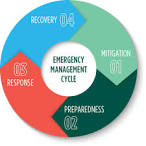 RECOVERY 04
MITIGATION
01
EMERGENCY
MANAGEMENT
CYCLE
03
RESPONSE
PREPAREDNESS
02